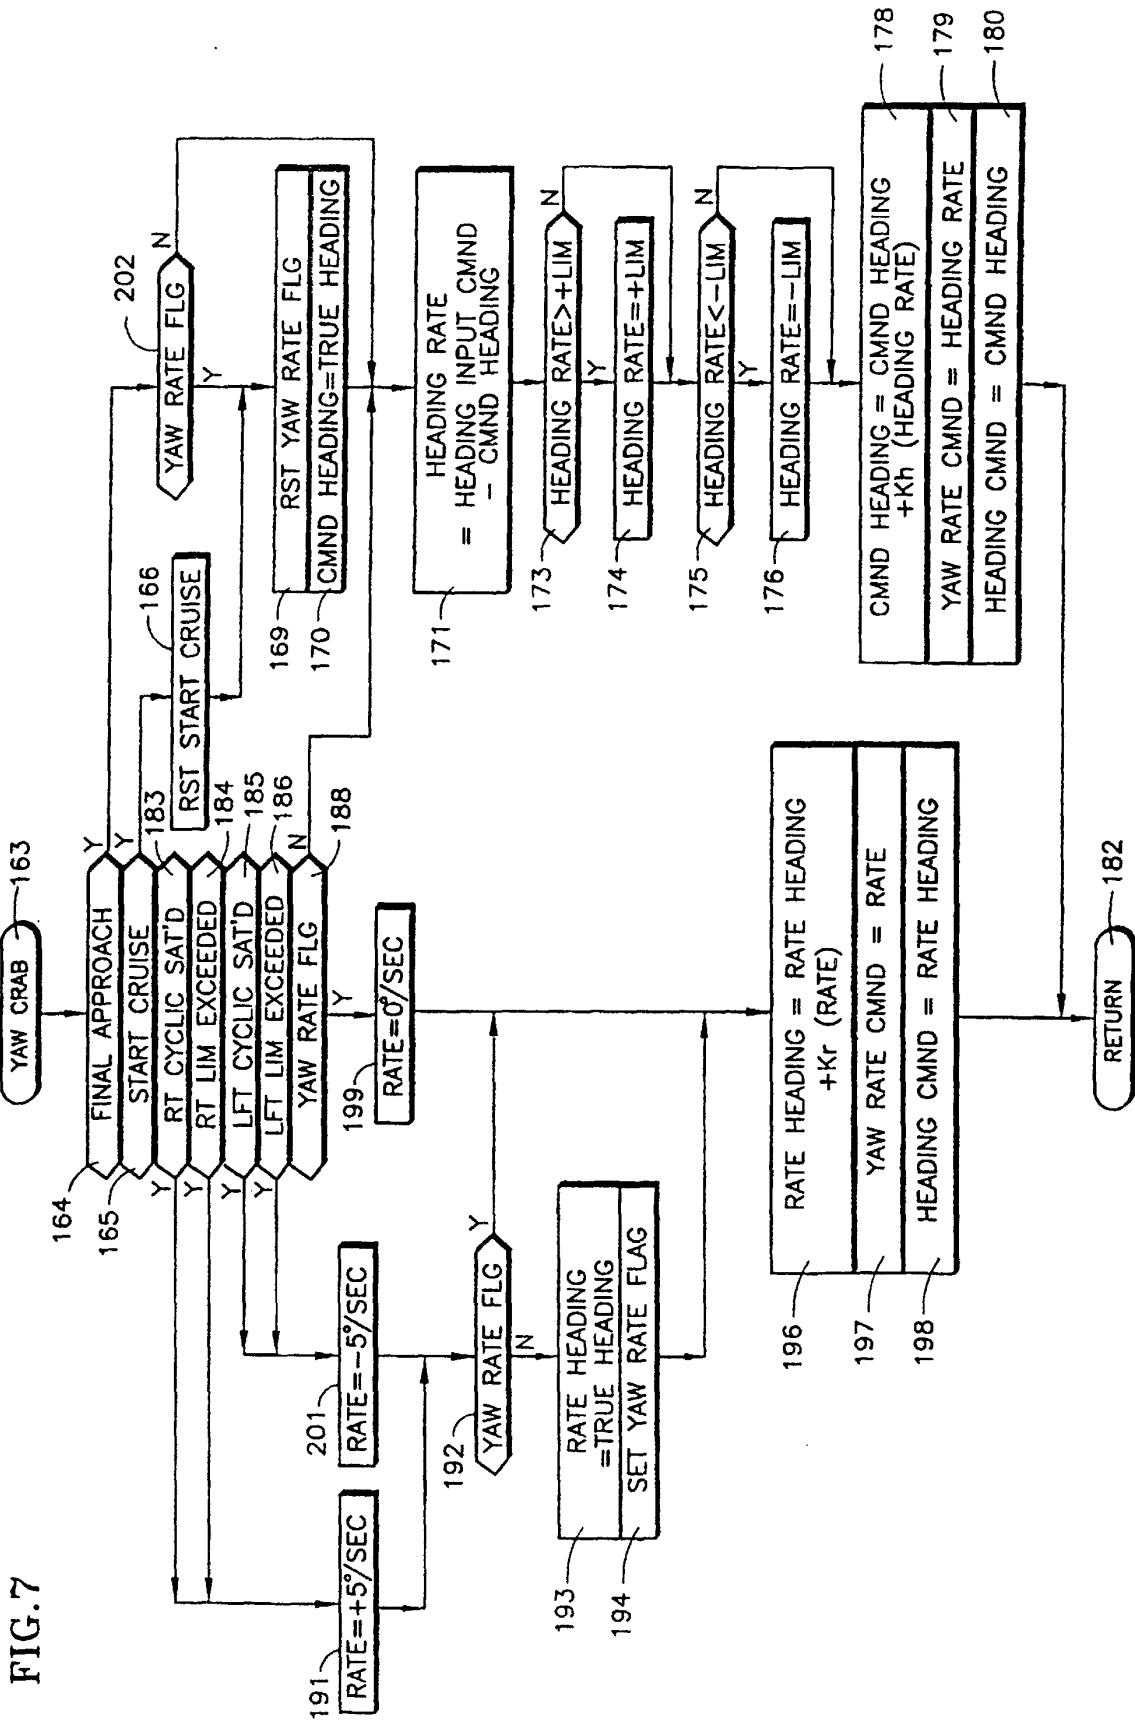 FIG.7
YAW CRAB
163
164
FINAL APPROACH
Y
165
START CRUISE
Y
Y
RT CYCLIC SAT'D
183
Y
RT LIM EXCEEDED
184
Y
LFT CYCLIC SAT'D
185
Y
LFT LIM EXCEEDED
186
YAW RATE FLG
188
N
Y
RST START CRUISE
166
YAW RATE FLG
202
N
Y
169
RST YAW RATE FLG
170
CMND HEADING=TRUE HEADING
191
RATE=+5°/SEC
201
RATE=-5°/SEC
199
RATE=0°/SEC
171
HEADING RATE
= HEADING INPUT CMND
- CMND HEADING
192
YAW RATE FLG
Y
N
173
HEADING RATE>+LIM
N
Y
174
HEADING RATE=+LIM
193
RATE HEADING
=TRUE HEADING
194
SET YAW RATE FLAG
175
HEADING RATE<-LIM
N
Y
176
HEADING RATE=-LIM
196
RATE HEADING = RATE HEADING
+Kr (RATE)
197
YAW RATE CMND = RATE
198
HEADING CMND = RATE HEADING
CMND HEADING = CMND HEADING
+Kh (HEADING RATE)
178
YAW RATE CMND = HEADING RATE
179
HEADING CMND = CMND HEADING
180
RETURN
182